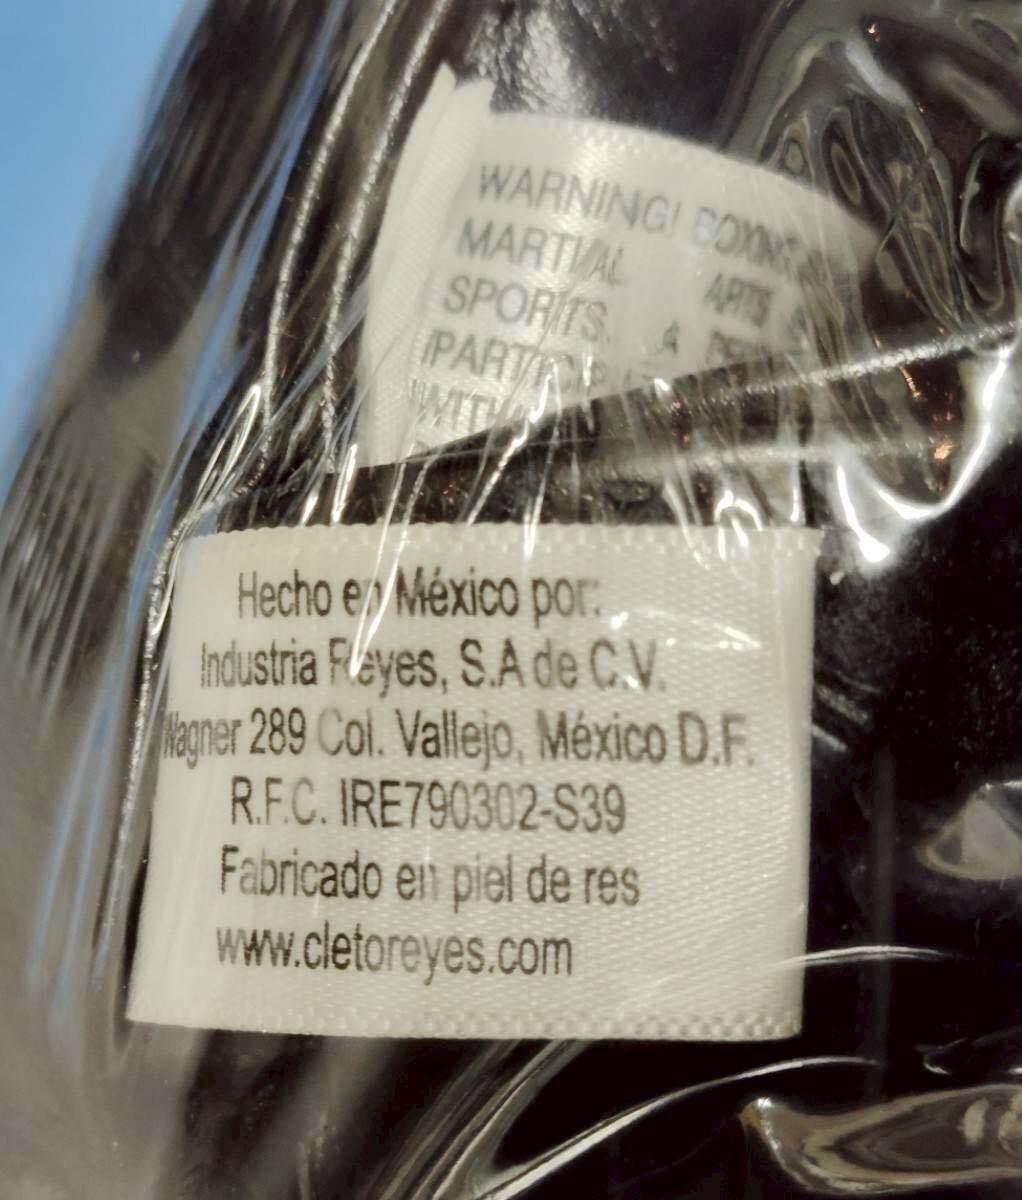 WARNING! BOXING
MARTIAL ARTS &
SPORTS. A
WITHIN
Hecho en México por:
Industria Reyes, S.A de C.V.
Wagner 289 Col. Vallejo, México D.F.
R.F.C. IRE790302-S39
Fabricado en piel de res
www.cletoreyes.com